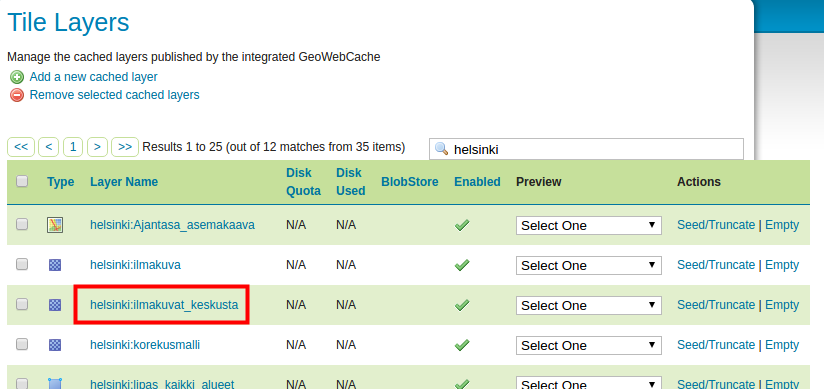 Tile Layers
Manage the cached layers published by the integrated GeoWebCache
Add a new cached layer
Remove selected cached layers
<< < 1 > >> Results 1 to 25 (out of 12 matches from 35 items) helsinki
Type Layer Name Disk Quota Disk Used BlobStore Enabled Preview Actions
helsinki:Ajantasa_asemakaava N/A N/A Select One Seed/Truncate | Empty
helsinki:ilmakuva N/A N/A Select One Seed/Truncate | Empty
helsinki:ilmakuvat_keskusta N/A N/A Select One Seed/Truncate | Empty
helsinki:korekusmalli N/A N/A Select One Seed/Truncate | Empty
helsinki:lipas_kaikki_alueet N/A N/A Select One Seed/Truncate | Empty